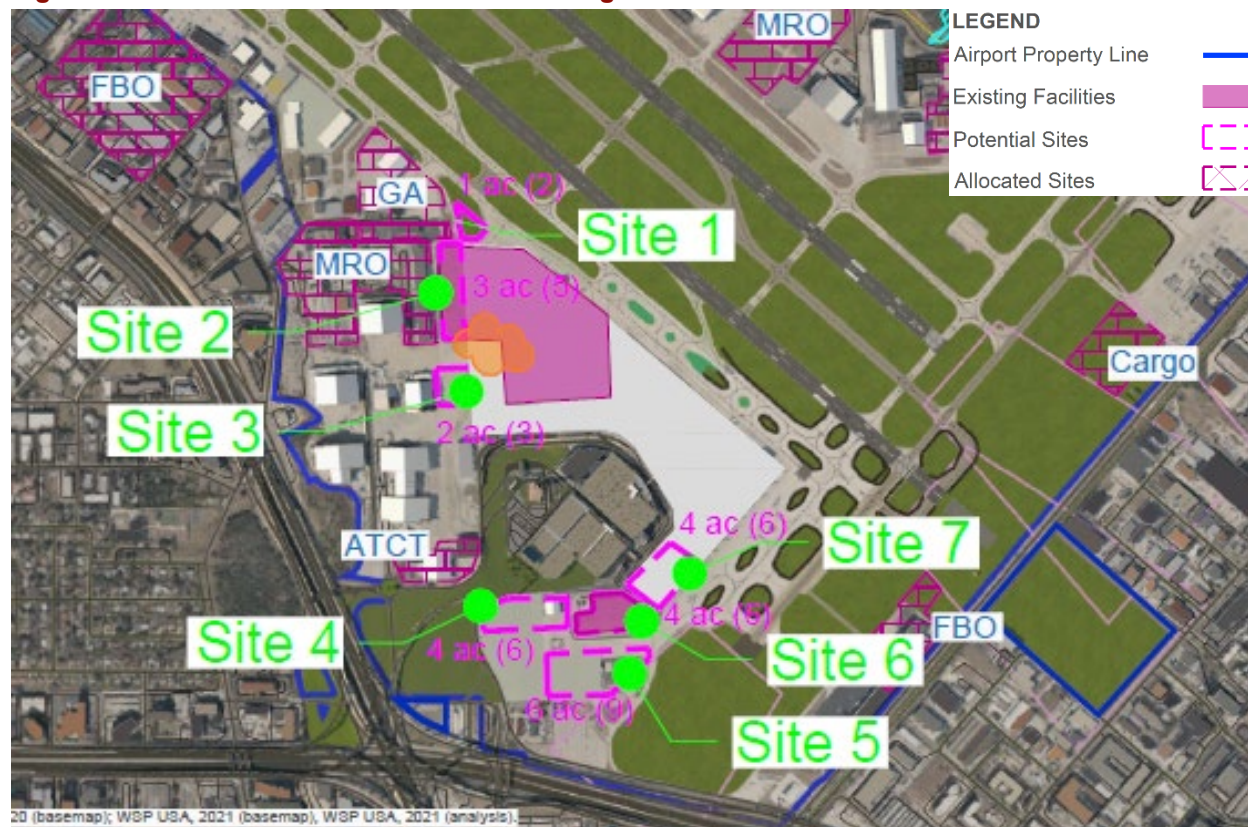 LEGEND
Airport Property Line
Existing Facilities
Potential Sites
Allocated Sites
MRO
FBO
1 ac (2)
GA
Site 1
MRO
3 ac (5)
Site 2
Cargo
Site 3
2 ac (3)
4 ac (6)
Site 7
ATCT
4 ac (6)
FBO
Site 4
4 ac (6)
Site 6
6 ac (9)
Site 5
20 (basemap); WSP USA, 2021 (basemap), WSP USA, 2021 (analysis).